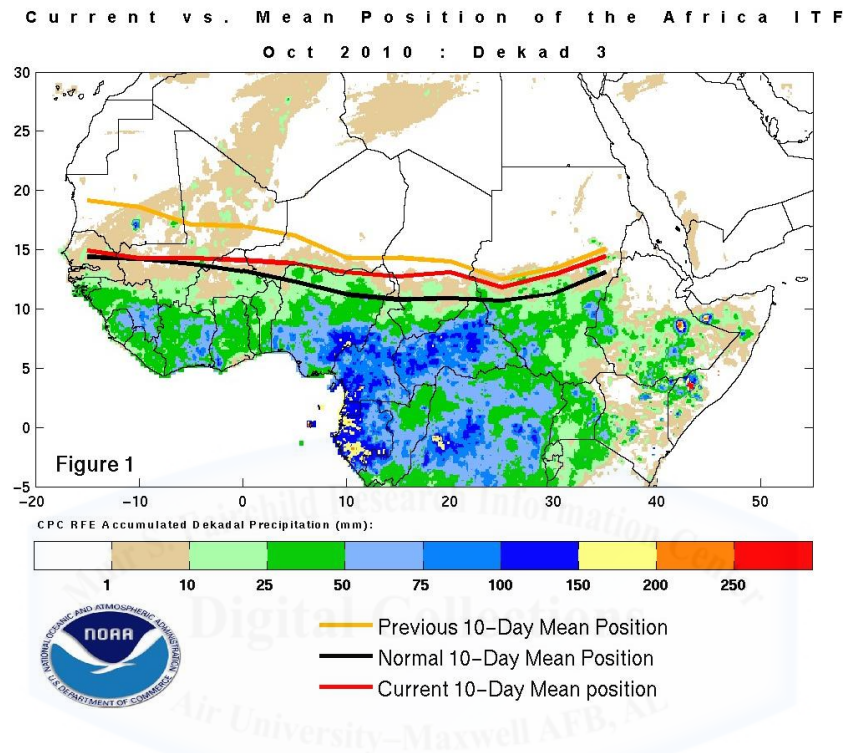 Current vs. Mean Position of the Africa ITF
Oct 2010 : Dekad 3
30
25
20
15
10
5
0
-5
Figure 1
-20 -10 0 10 20 30 40 50
CPC RFE Accumulated Dekadal Precipitation (mm):
1 10 25 50 75 100 150 200 250
NATIONAL OCEANIC AND ATMOSPHERIC ADMINISTRATION
NOAA
U.S. DEPARTMENT OF COMMERCE
Previous 10-Day Mean Position
Normal 10-Day Mean Position
Current 10-Day Mean position
Muir S. Fairchild Research Information Center
Digital Collections
Air University-Maxwell AFB, AL